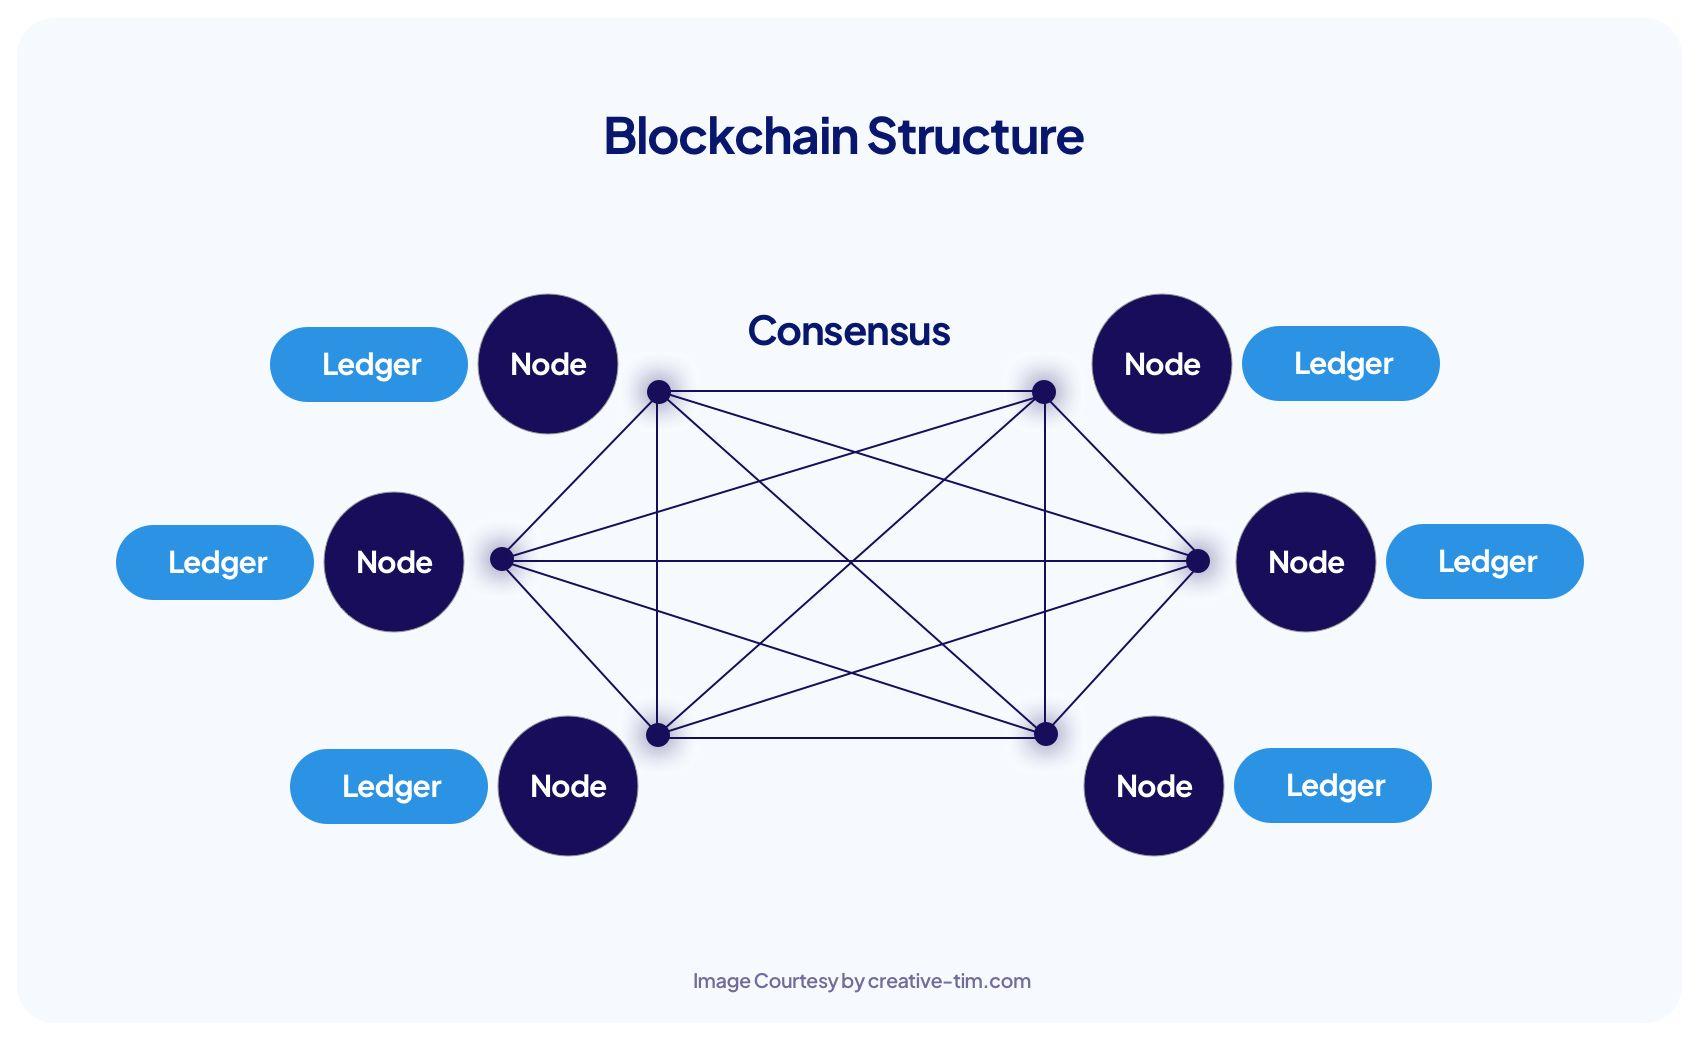 Blockchain Structure
Consensus
Ledger Node Node Ledger
Ledger Node Node Ledger
Ledger Node Node Ledger
Image Courtesy by creative-tim.com